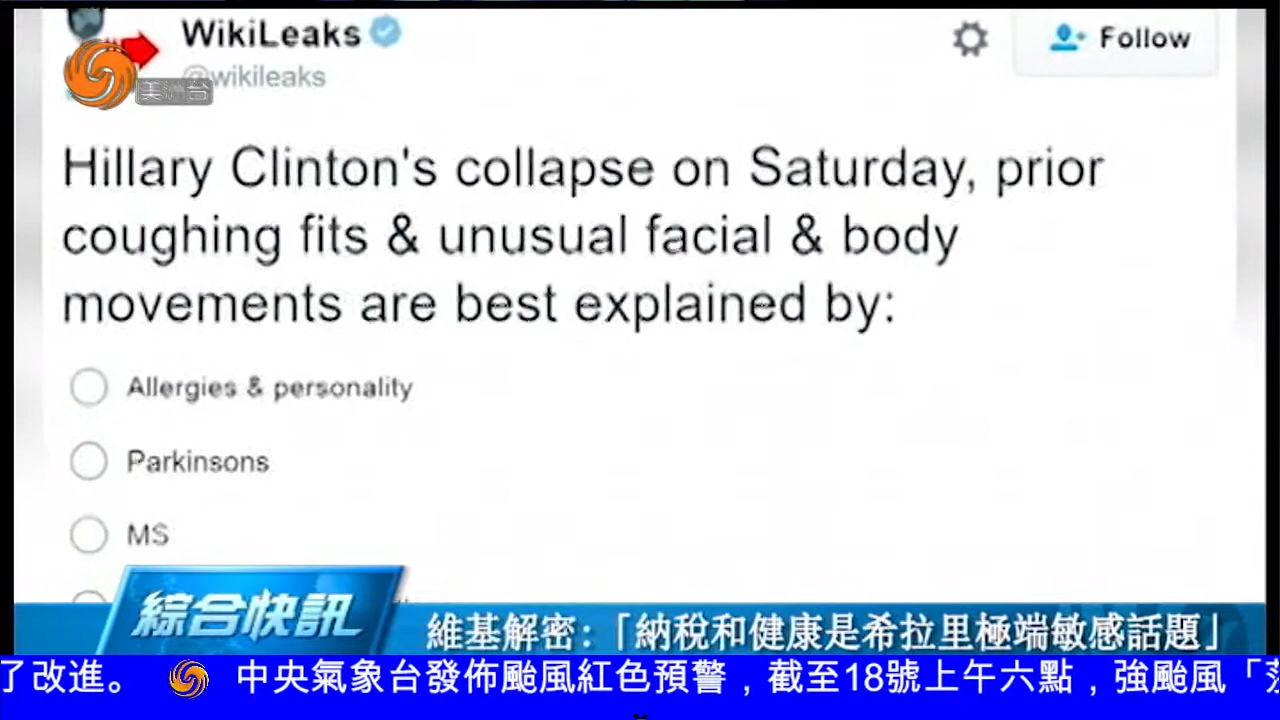 WikiLeaks
@wikileaks
Follow
美洲台
Hillary Clinton's collapse on Saturday, prior
coughing fits & unusual facial & body
movements are best explained by:
Allergies & personality
Parkinsons
MS
綜合快訊
維基解密:「納稅和健康是希拉里極端敏感話題」
了改進。 中央氣象台發佈颱風紅色預警，截至18號上午六點，強颱風「